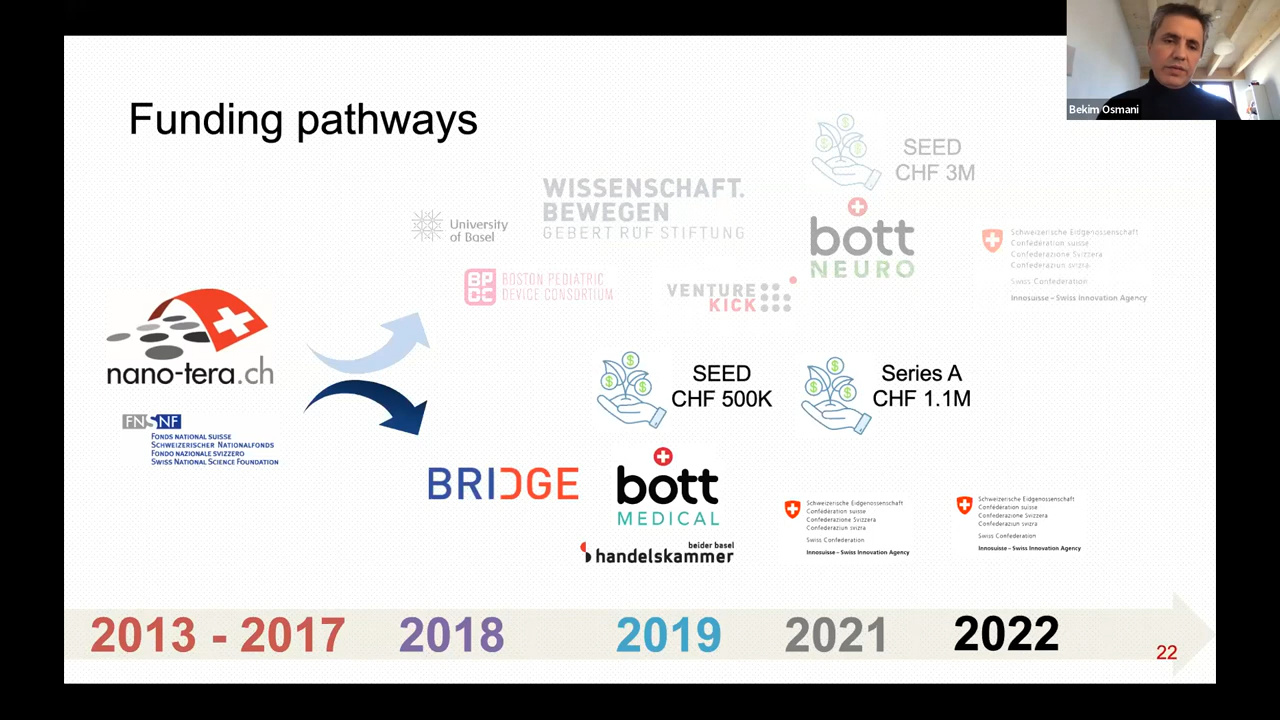 Bekim Osmani
Funding pathways
SEED
CHF 3M
WISSENSCHAFT.
BEWEGEN
GEBERT RÜF STIFTUNG
University
of Basel
bott
NEURO
Schweizerische Eidgenossenschaft
Confédération suisse
Confederazione Svizzera
Confederaziun svizra
Swiss Confederation
Innosuisse – Swiss Innovation Agency
BP
DC
BOSTON PEDIATRIC
DEVICE CONSORTIUM
VENTURE
KICK
nano-tera.ch
FNSNF
FONDS NATIONAL SUISSE
SCHWEIZERISCHER NATIONALFONDS
FONDO NAZIONALE SVIZZERO
SWISS NATIONAL SCIENCE FOUNDATION
SEED
CHF 500K
Series A
CHF 1.1M
BRIDGE
bott
MEDICAL
beider basel
handelskammer
Schweizerische Eidgenossenschaft
Confédération suisse
Confederazione Svizzera
Confederaziun svizra
Swiss Confederation
Innosuisse – Swiss Innovation Agency
Schweizerische Eidgenossenschaft
Confédération suisse
Confederazione Svizzera
Confederaziun svizra
Swiss Confederation
Innosuisse – Swiss Innovation Agency
2013 - 2017 2018 2019 2021 2022
22